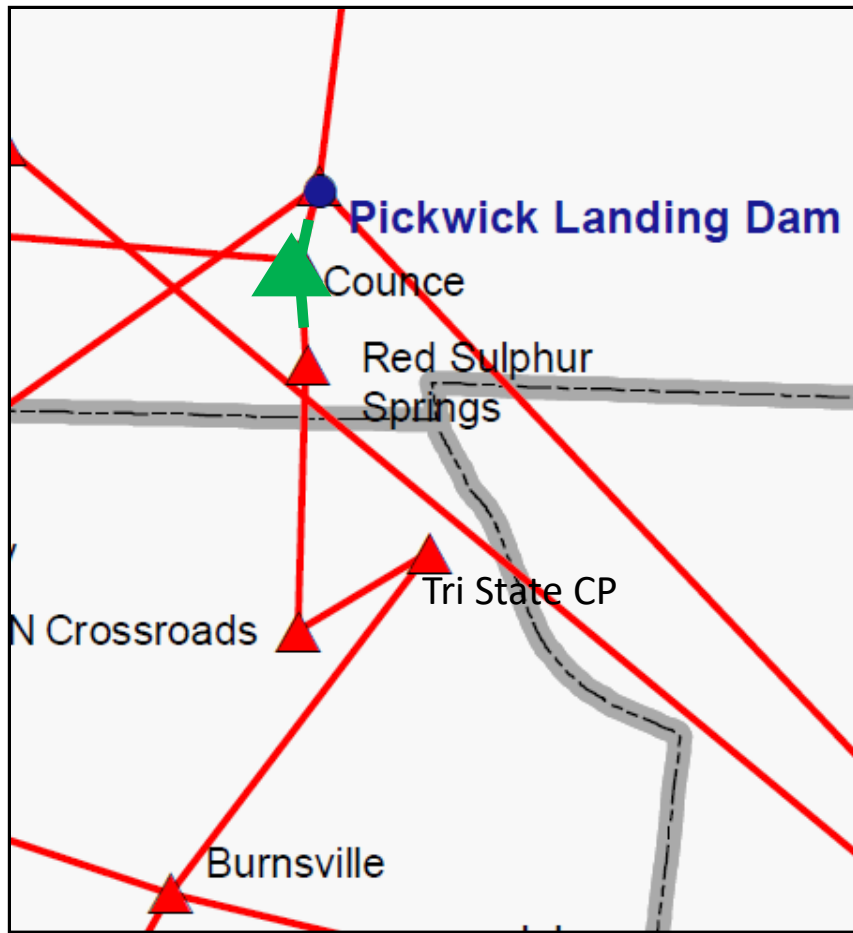 Pickwick Landing Dam
Counce
Red Sulphur
Springs
Tri State CP
N Crossroads
Burnsville